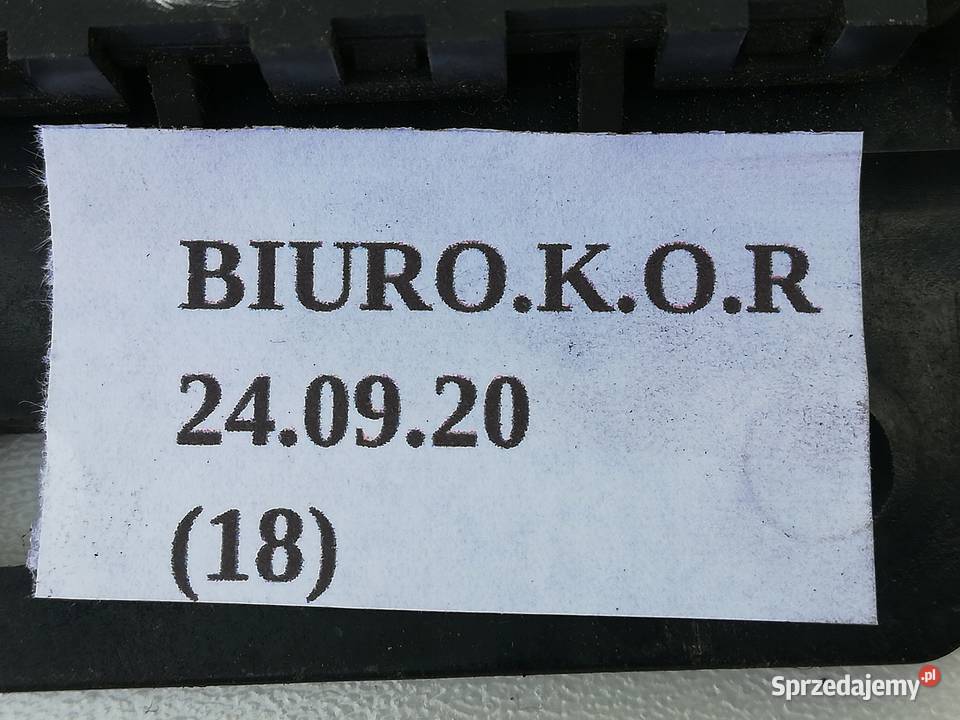 BIURO.K.O.R
24.09.20
(18)
Sprzedajemy.pl